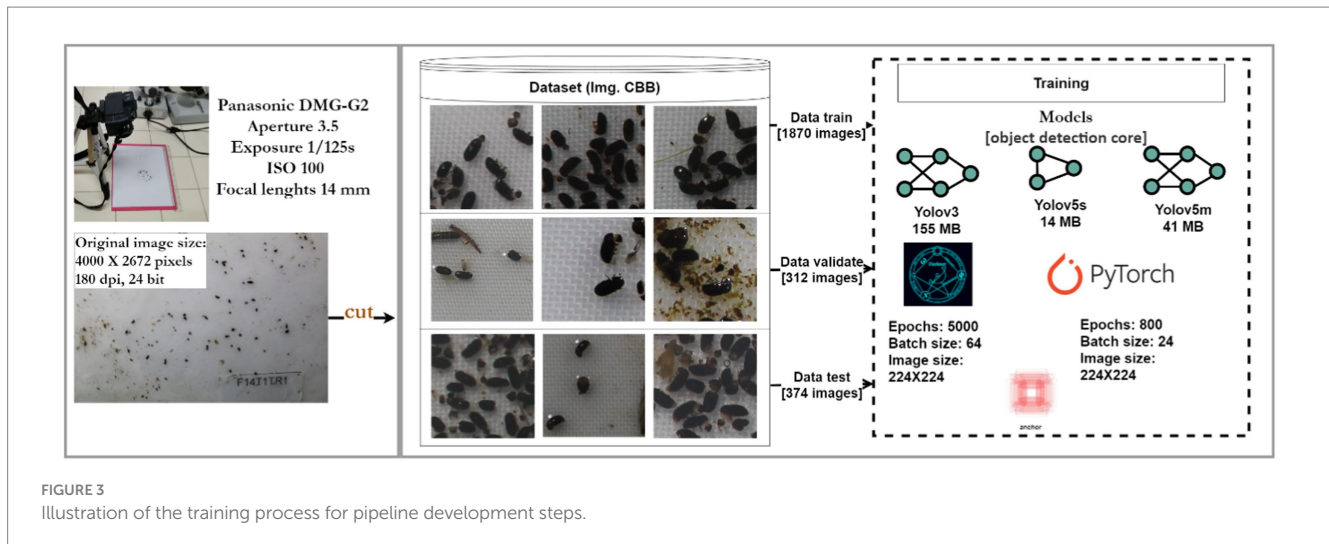 Panasonic DMG-G2
Aperture 3.5
Exposure 1/125s
ISO 100
Focal lenghts 14 mm
Original image size:
4000 X 2672 pixels
180 dpi, 24 bit
F14T1TR1
cut
Dataset (Img. CBB)
Data train
[1870 images]
Data validate
[312 images]
Data test
[374 images]
Training
Models
[object detection core]
Yolov3
155 MB
Yolov5s
14 MB
Yolov5m
41 MB
PyTorch
Epochs: 5000
Batch size: 64
Image size:
224X224
Epochs: 800
Batch size: 24
Image size:
224X224
anchor
FIGURE 3
Illustration of the training process for pipeline development steps.